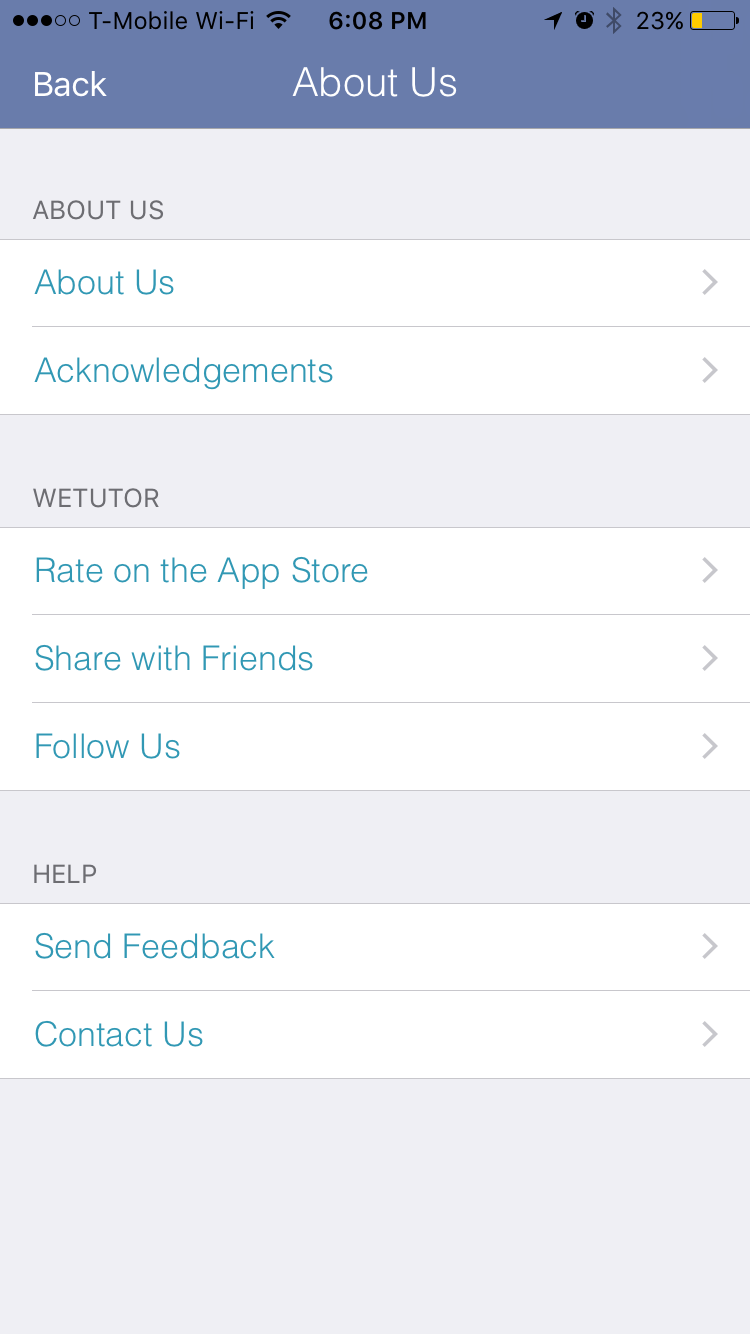 T-Mobile Wi-Fi 6:08 PM 23%
Back About Us
ABOUT US
About Us
Acknowledgements
WETUTOR
Rate on the App Store
Share with Friends
Follow Us
HELP
Send Feedback
Contact Us